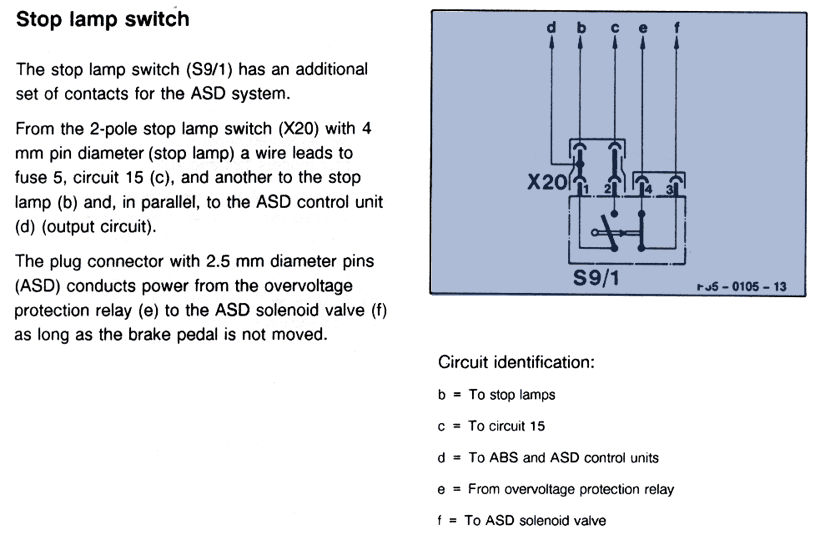 Stop lamp switch
The stop lamp switch (S9/1) has an additional
set of contacts for the ASD system.
From the 2-pole stop lamp switch (X20) with 4
mm pin diameter (stop lamp) a wire leads to
fuse 5, circuit 15 (c), and another to the stop
lamp (b) and, in parallel, to the ASD control unit
(d) (output circuit).
The plug connector with 2.5 mm diameter pins
(ASD) conducts power from the overvoltage
protection relay (e) to the ASD solenoid valve (f)
as long as the brake pedal is not moved.
d b c e f
X20 1 2 4 3
S9/1
- 0105 - 13
Circuit identification:
b = To stop lamps
c = To circuit 15
d = To ABS and ASD control units
e = From overvoltage protection relay
f = To ASD solenoid valve